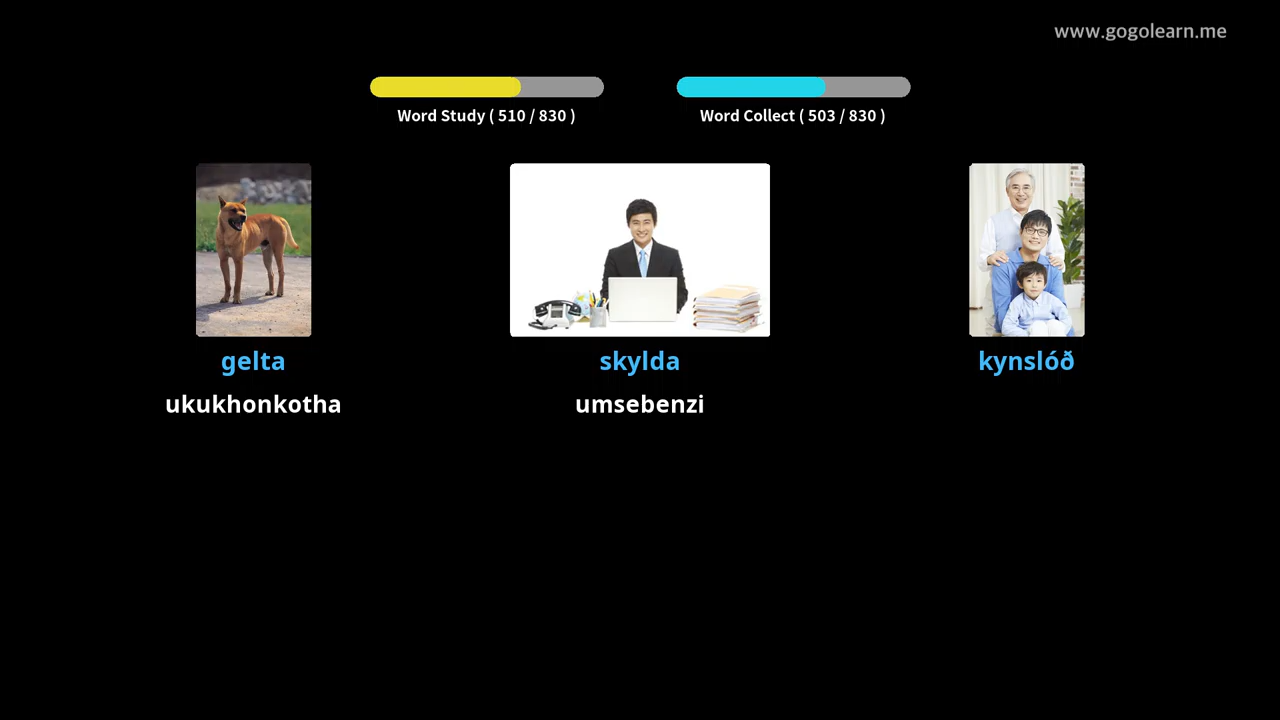 www.gogolearn.me
Word Study ( 510 / 830 )
Word Collect ( 503 / 830 )
gelta
skylda
kynslóð
ukukhonkotha
umsebenzi